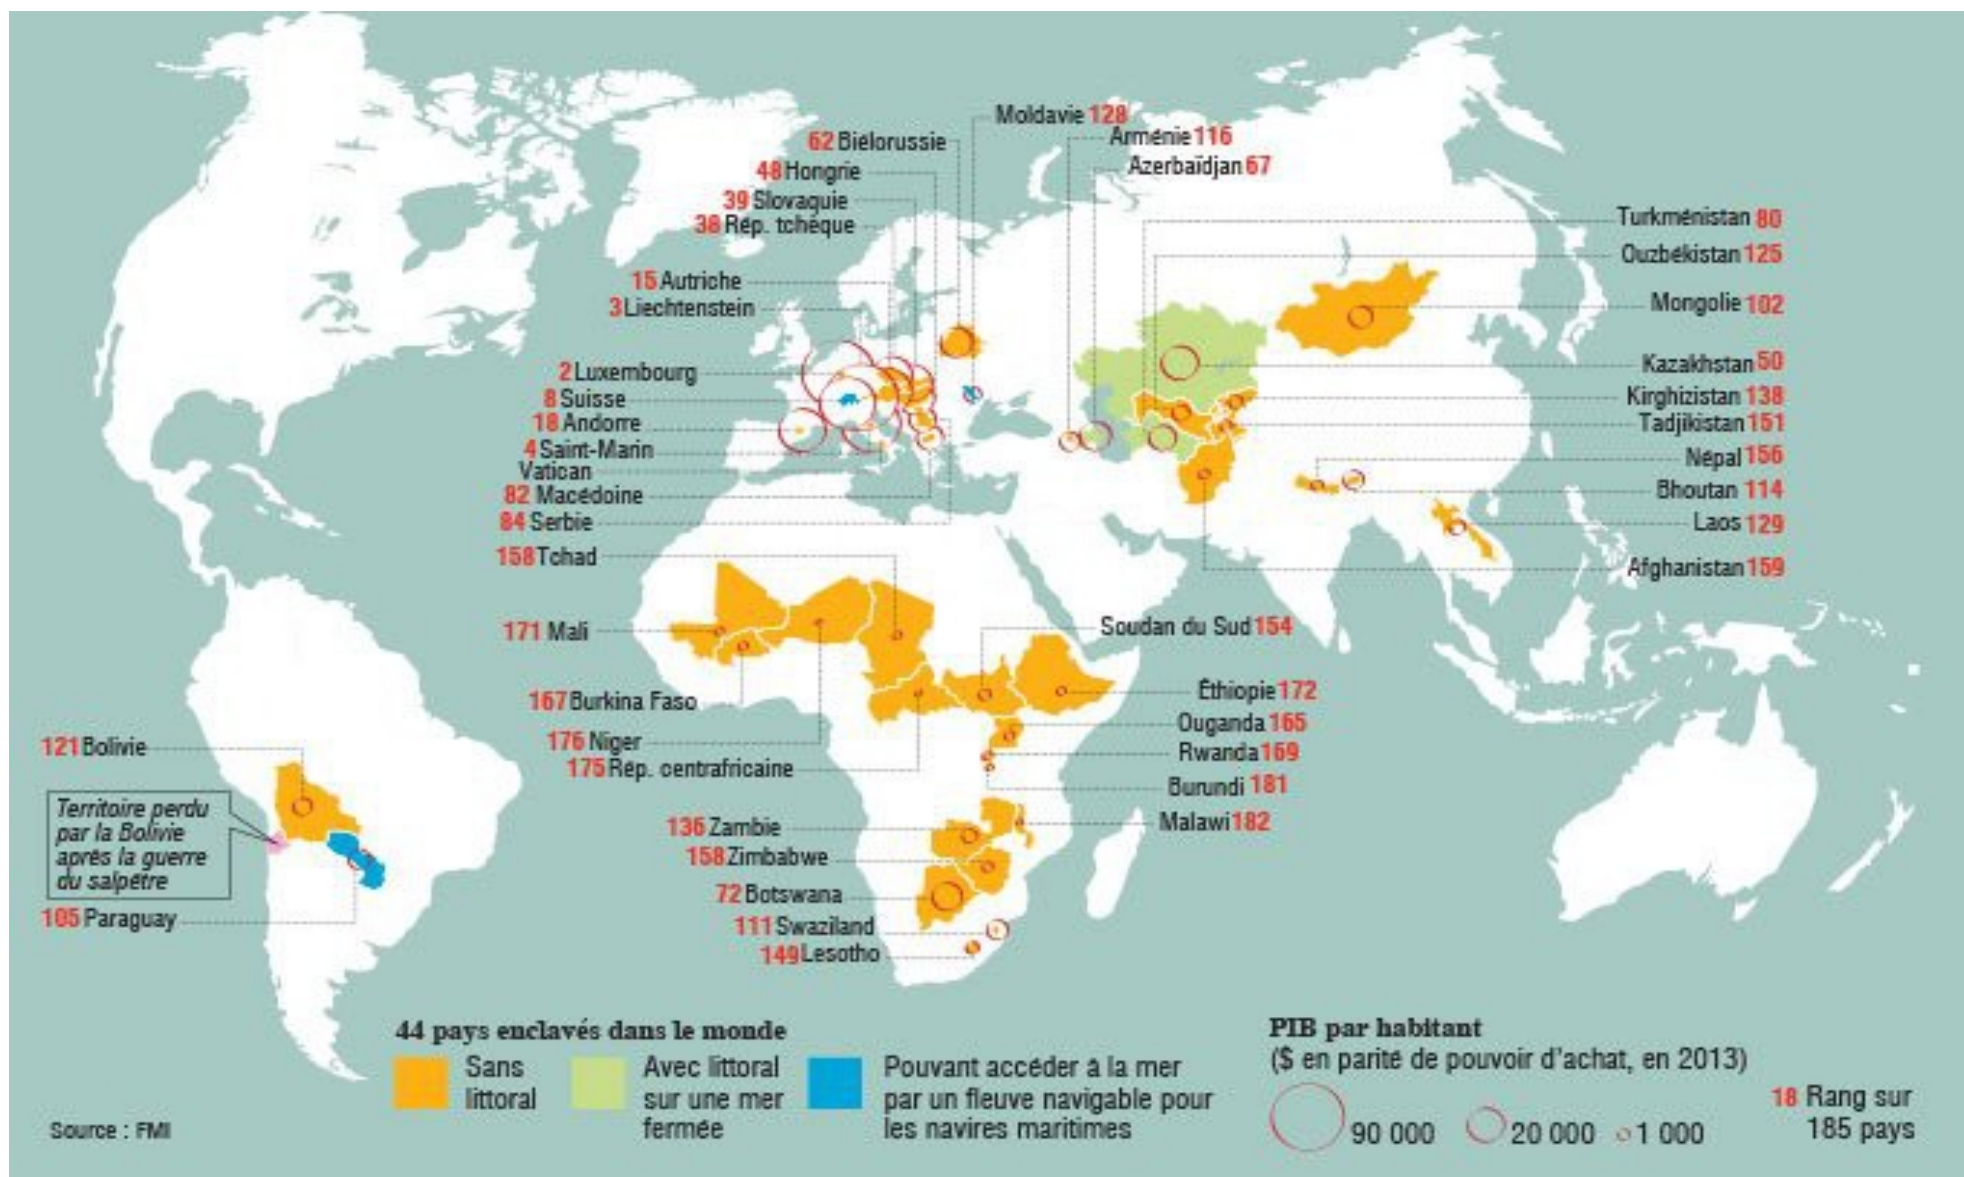 Moldavie 128
Arménie 116
Azerbaïdjan 67
62 Biélorussie
48 Hongrie
39 Slovaquie
38 Rép. tchèque
15 Autriche
3 Liechtenstein
2 Luxembourg
8 Suisse
18 Andorre
4 Saint-Marin
Vatican
82 Macédoine
84 Serbie
158 Tchad
171 Mali
167 Burkina Faso
176 Niger
175 Rép. centrafricaine
Turkménistan 80
Ouzbékistan 125
Mongolie 102
Kazakhstan 50
Kirghizistan 138
Tadjikistan 151
Népal 156
Bhoutan 114
Laos 129
Afghanistan 159
Soudan du Sud 154
Éthiopie 172
Ouganda 165
Rwanda 169
Burundi 181
Malawi 182
136 Zambie
158 Zimbabwe
72 Botswana
111 Swaziland
149 Lesotho
121 Bolivie
Territoire perdu
par la Bolivie
après la guerre
du salpêtre
105 Paraguay
44 pays enclavés dans le monde
Sans
littoral
Avec littoral
sur une mer
fermée
Pouvant accéder à la mer
par un fleuve navigable pour
les navires maritimes
PIB par habitant
($ en parité de pouvoir d'achat, en 2013)
90 000
20 000
1 000
18 Rang sur
185 pays
Source : FMI